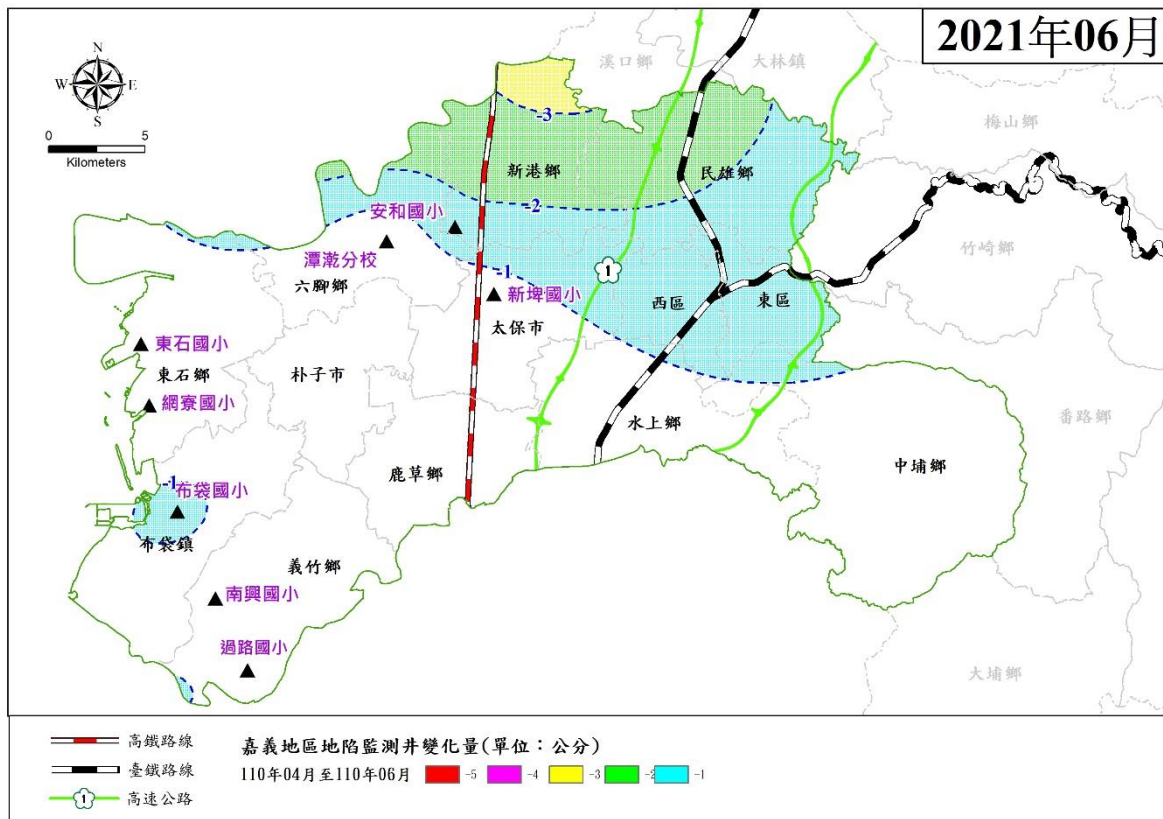 2021年06月
N
W
E
S
0
5
Kilometers
溪口鄉
大林鎮
梅山鄉
-3
新港鄉
民雄鄉
-2
安和國小
潭墘分校
竹崎鄉
六腳鄉
-1
1
新埤國小
西區
東區
太保市
東石國小
東石鄉
朴子市
網寮國小
水上鄉
番路鄉
中埔鄉
鹿草鄉
-1
布袋國小
布袋鎮
義竹鄉
南興國小
過路國小
大埔鄉
高鐵路線
臺鐵路線
1 高速公路
嘉義地區地陷監測井變化量(單位：公分)
110年04月至110年06月 -5 -4 -3 -2 -1